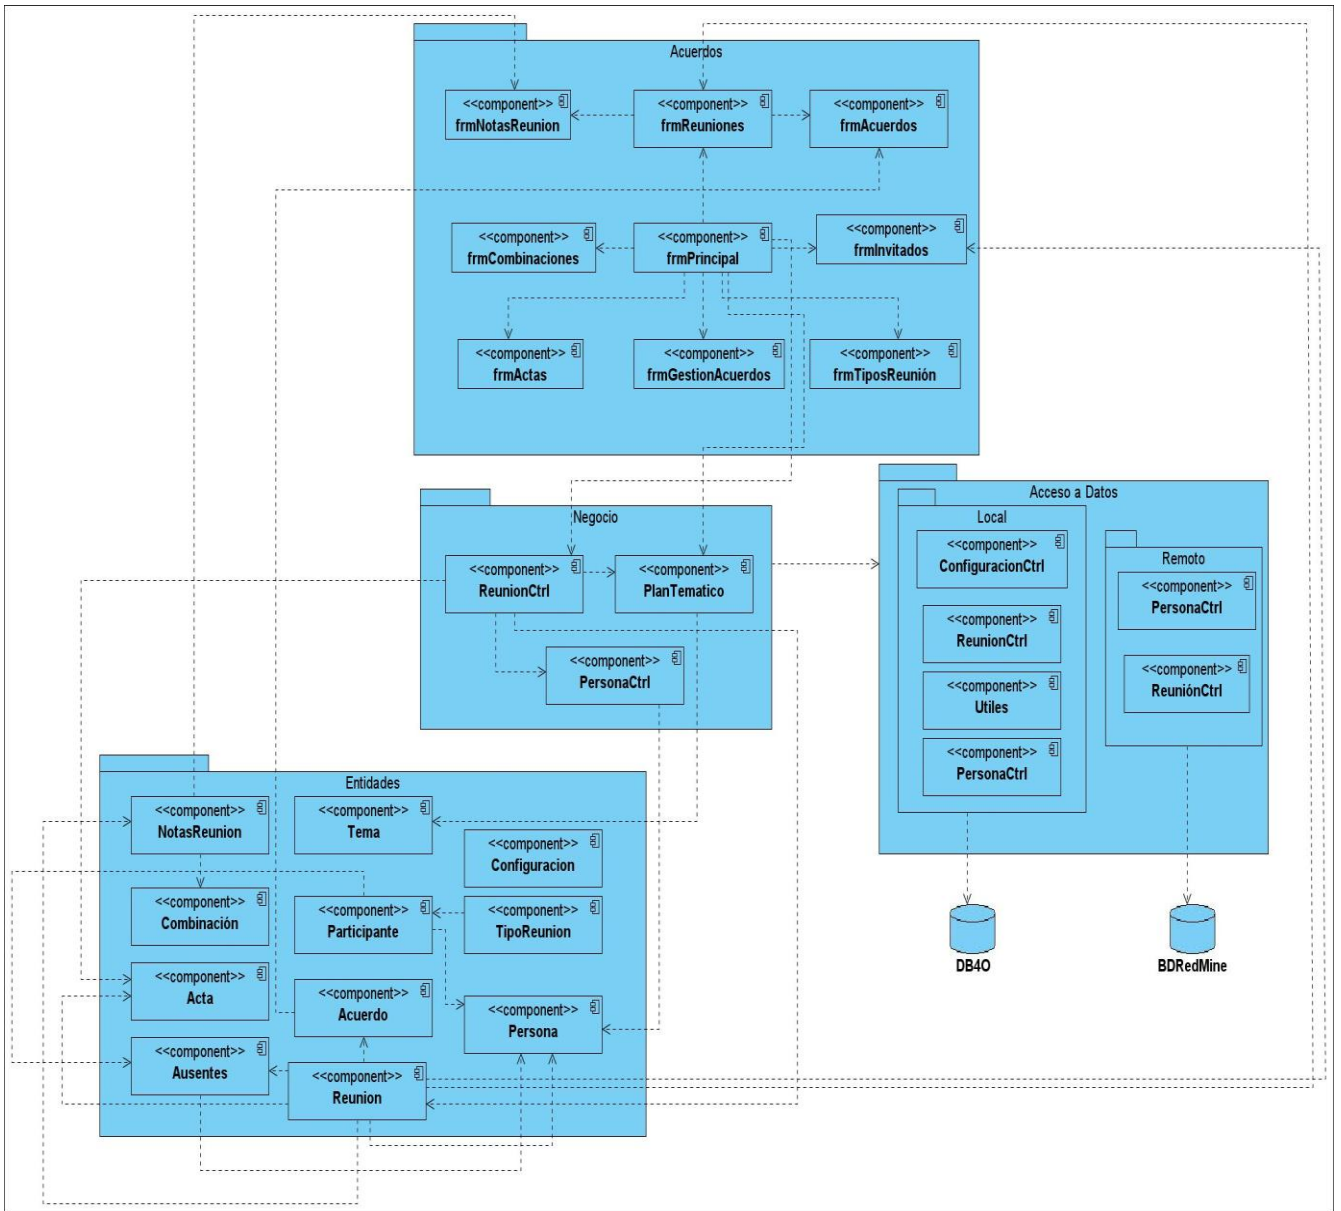 Acuerdos
<<component>>
frmNotasReunion
<<component>>
frmReuniones
<<component>>
frmAcuerdos
<<component>>
frmCombinaciones
<<component>>
frmPrincipal
<<component>>
frmInvitados
<<component>>
frmActas
<<component>>
frmGestionAcuerdos
<<component>>
frmTiposReunión
Negocio
<<component>>
ReunionCtrl
<<component>>
PlanTematico
<<component>>
PersonaCtrl
Acceso a Datos
Local
<<component>>
ConfiguracionCtrl
<<component>>
ReunionCtrl
<<component>>
Utiles
<<component>>
PersonaCtrl
Remoto
<<component>>
PersonaCtrl
<<component>>
ReuniónCtrl
DB4O
BDRedMine
Entidades
<<component>>
NotasReunion
<<component>>
Tema
<<component>>
Configuracion
<<component>>
Combinación
<<component>>
Participante
<<component>>
TipoReunion
<<component>>
Acta
<<component>>
Acuerdo
<<component>>
Persona
<<component>>
Ausentes
<<component>>
Reunion